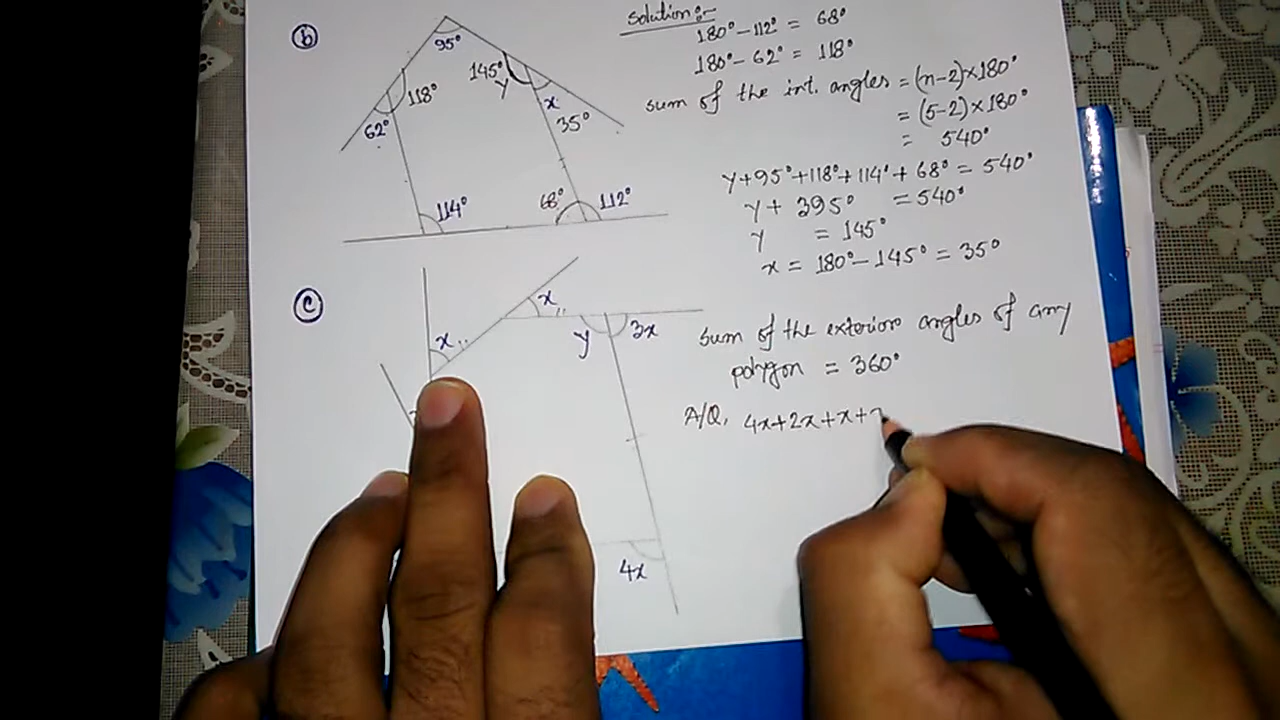 b
95°
145°
y
118°
x
35°
62°
114°
68°
112°
Solution:-
180° - 112° = 68°
180° - 62° = 118°
sum of the int. angles = (n-2)×180°
= (5-2)×180°
= 540°
y+95°+118°+114°+68° = 540°
y + 395° = 540°
y = 145°
x = 180° - 145° = 35°
c
x
x
y
3x
4x
sum of the exteriors angles of any
polygon = 360°
A/Q, 4x+2x+x+